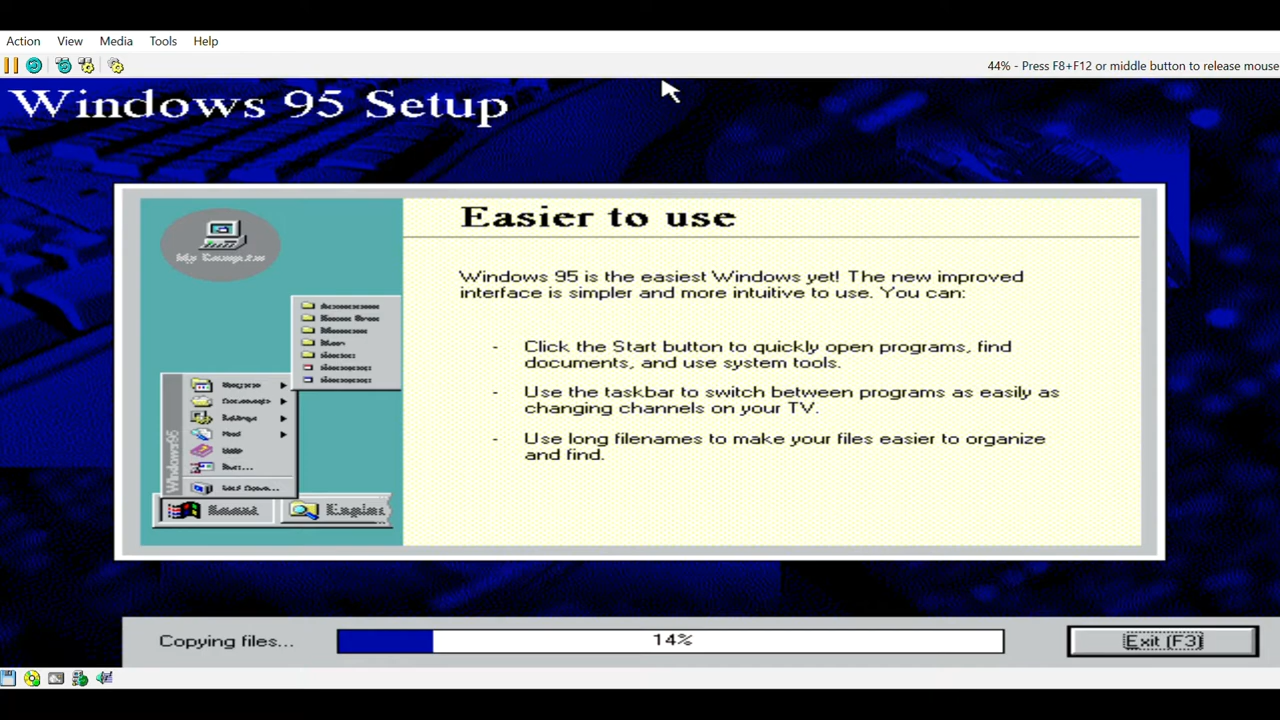 Action View Media Tools Help
44% - Press F8+F12 or middle button to release mouse
Windows 95 Setup
Easier to use
Windows 95 is the easiest Windows yet! The new improved
interface is simpler and more intuitive to use. You can:
- Click the Start button to quickly open programs, find
documents, and use system tools.
- Use the taskbar to switch between programs as easily as
changing channels on your TV.
- Use long filenames to make your files easier to organize
and find.
Windows95
Copying files... 14% Exit (F3)